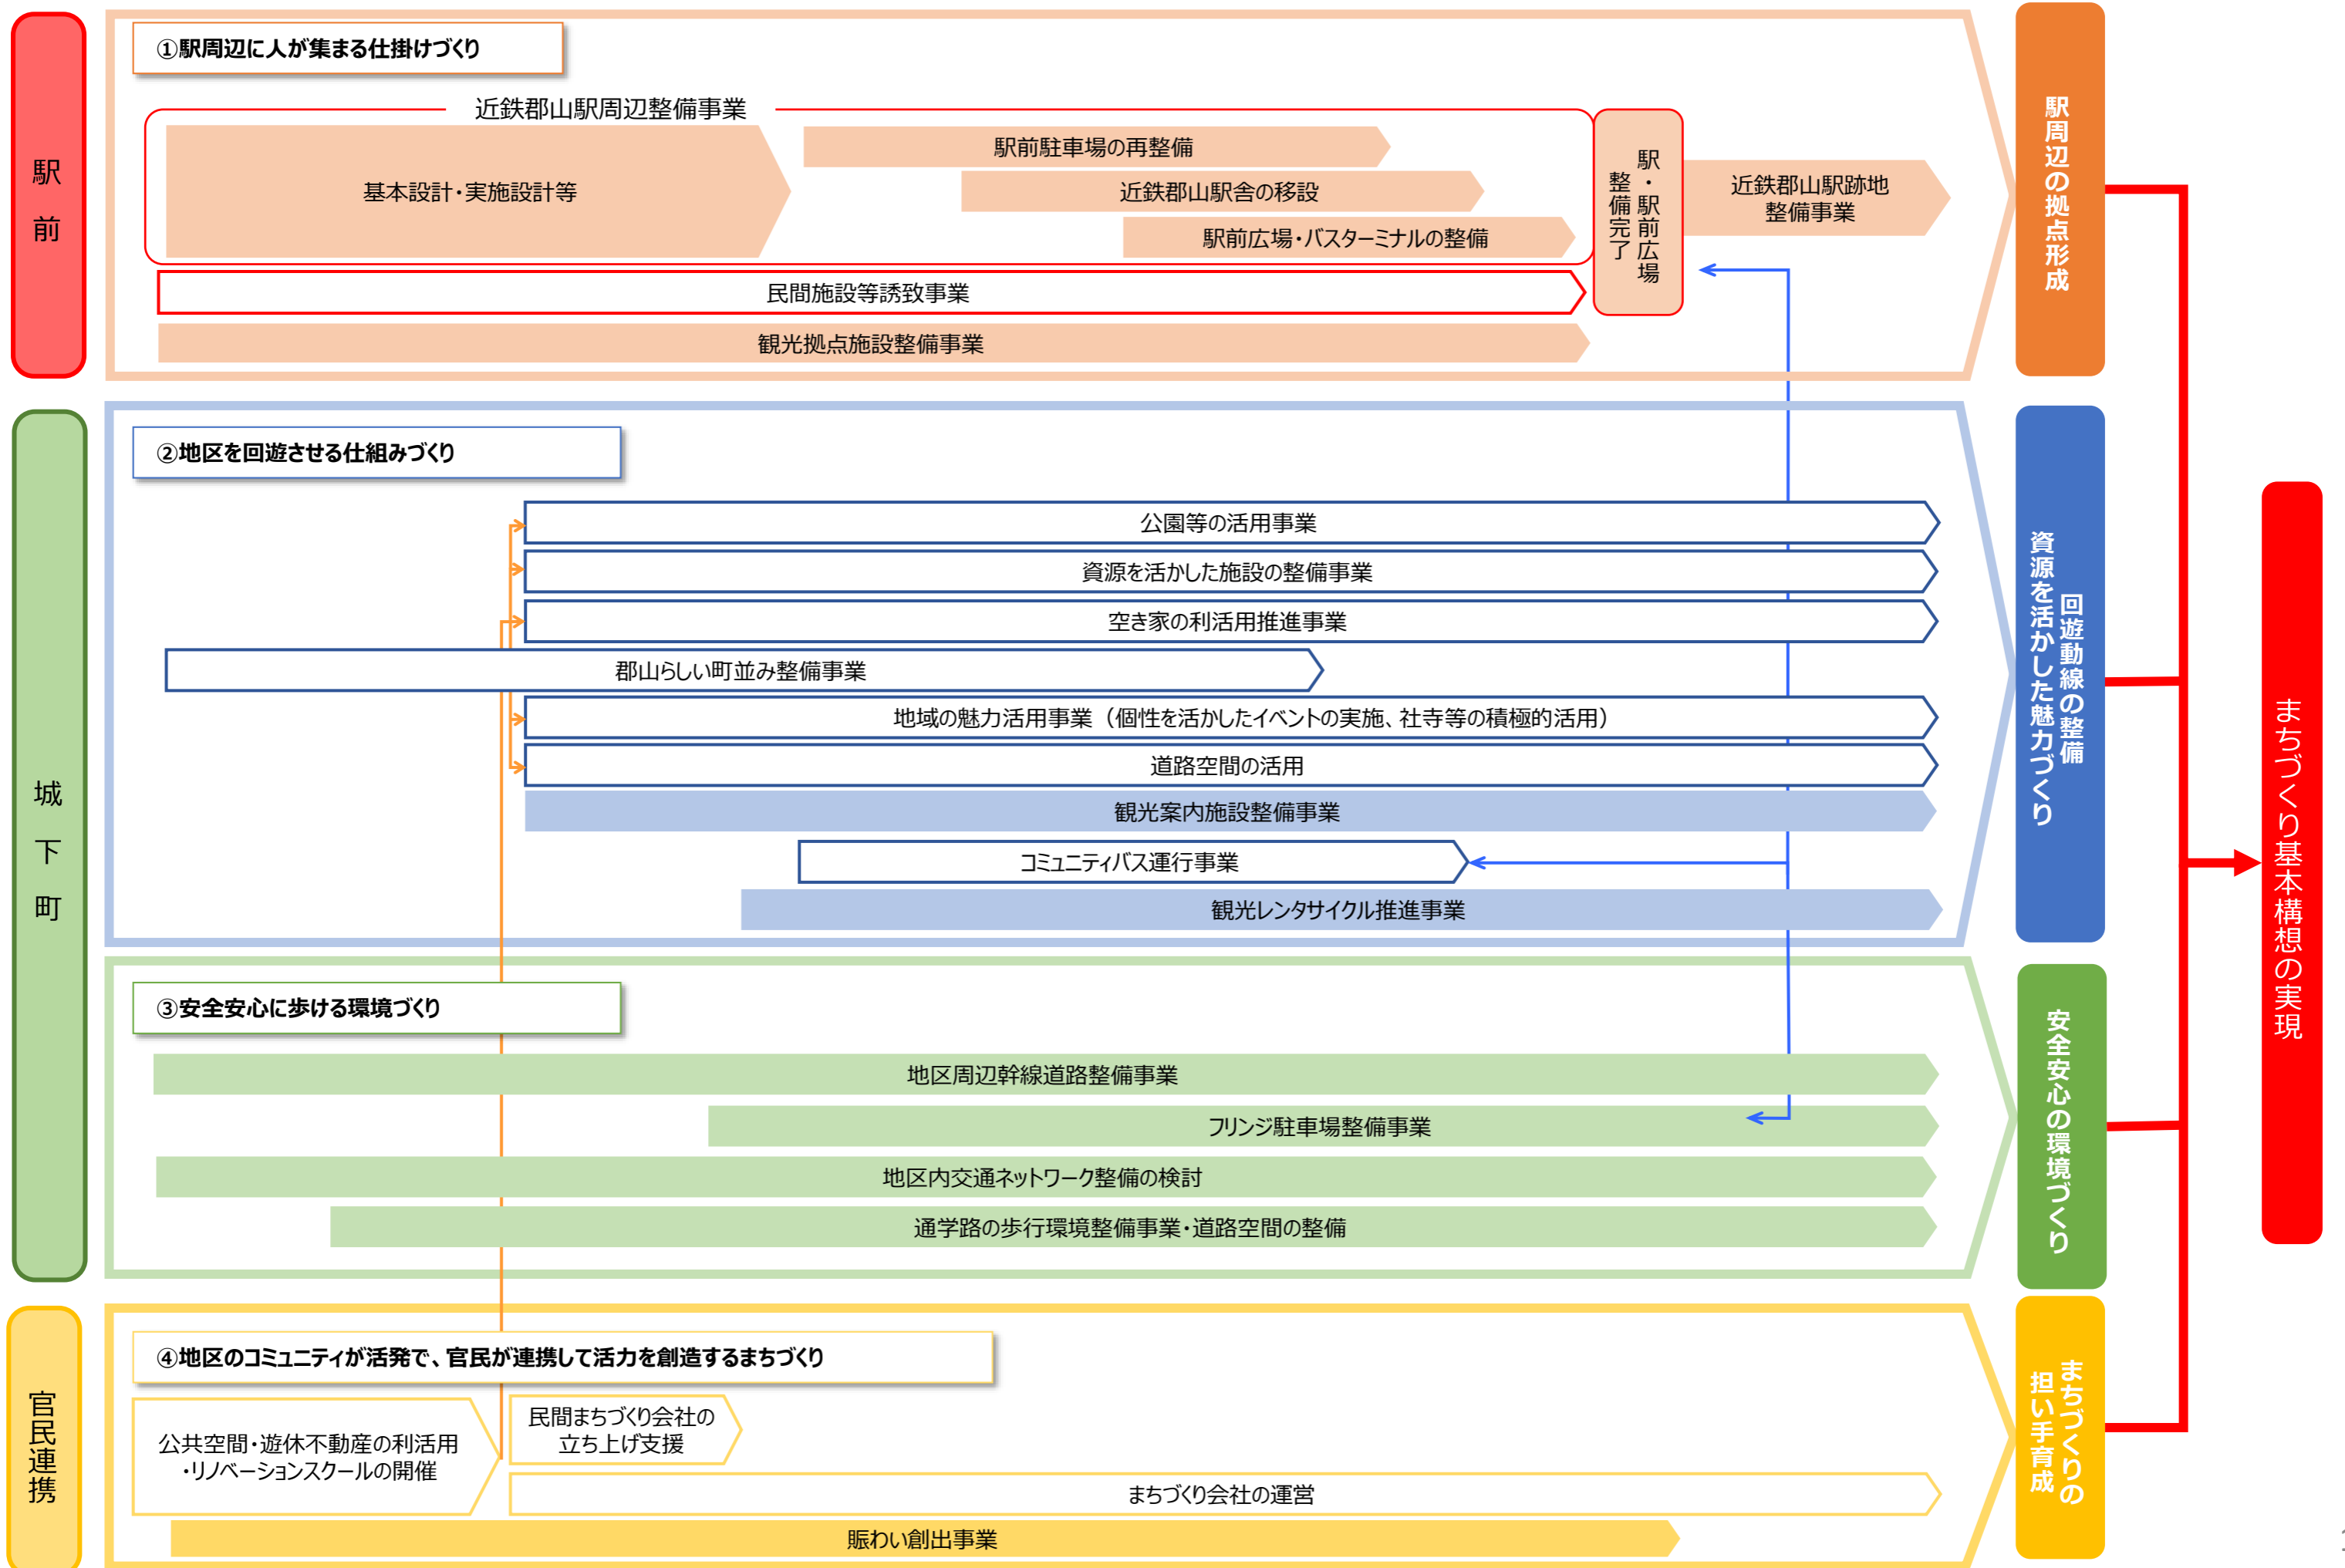 駅前
①駅周辺に人が集まる仕掛けづくり
近鉄郡山駅周辺整備事業
基本設計・実施設計等
駅前駐車場の再整備
近鉄郡山駅舎の移設
駅前広場・バスターミナルの整備
駅・駅前広場
整備完了
近鉄郡山駅跡地
整備事業
民間施設等誘致事業
観光拠点施設整備事業
駅周辺の拠点形成
城下町
②地区を回遊させる仕組みづくり
公園等の活用事業
資源を活かした施設の整備事業
空き家の利活用推進事業
郡山らしい町並み整備事業
地域の魅力活用事業（個性を活かしたイベントの実施、社寺等の積極的活用）
道路空間の活用
観光案内施設整備事業
コミュニティバス運行事業
観光レンタサイクル推進事業
回遊動線の整備
資源を活かした魅力づくり
③安全安心に歩ける環境づくり
地区周辺幹線道路整備事業
フリンジ駐車場整備事業
地区内交通ネットワーク整備の検討
通学路の歩行環境整備事業・道路空間の整備
安全安心の環境づくり
官民連携
④地区のコミュニティが活発で、官民が連携して活力を創造するまちづくり
公共空間・遊休不動産の利活用
・リノベーションスクールの開催
民間まちづくり会社の
立ち上げ支援
まちづくり会社の運営
賑わい創出事業
まちづくりの
担い手育成
まちづくり基本構想の実現